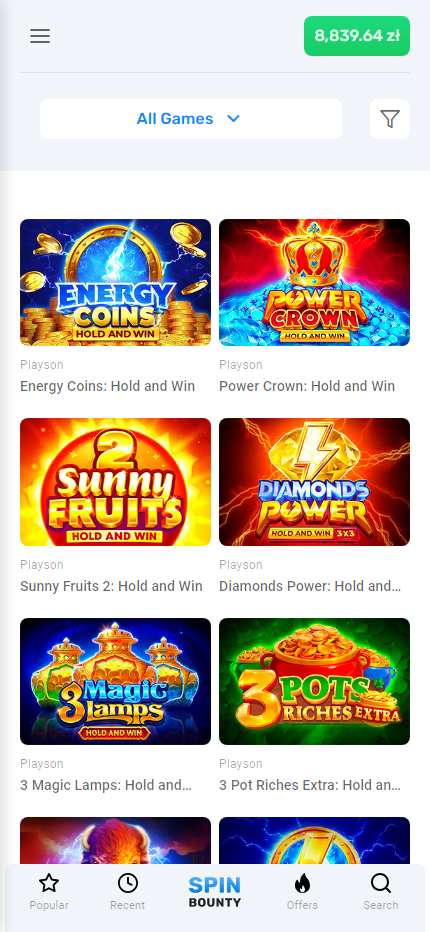 8,839.64 zł
All Games
ENERGY
COINS
HOLD AND WIN
POWER
CROWN
HOLD AND WIN
Playson
Playson
Energy Coins: Hold and Win
Power Crown: Hold and Win
2
Sunny
FRUITS
HOLD AND WIN
DIAMONDS
POWER
HOLD AND WIN 3X3
Playson
Playson
Sunny Fruits 2: Hold and Win
Diamonds Power: Hold and...
3 Magic
Lamps
HOLD AND WIN
3 POTS
RICHES EXTRA
Playson
Playson
3 Magic Lamps: Hold and...
3 Pot Riches Extra: Hold an...
Popular
Recent
SPIN
BOUNTY
Offers
Search